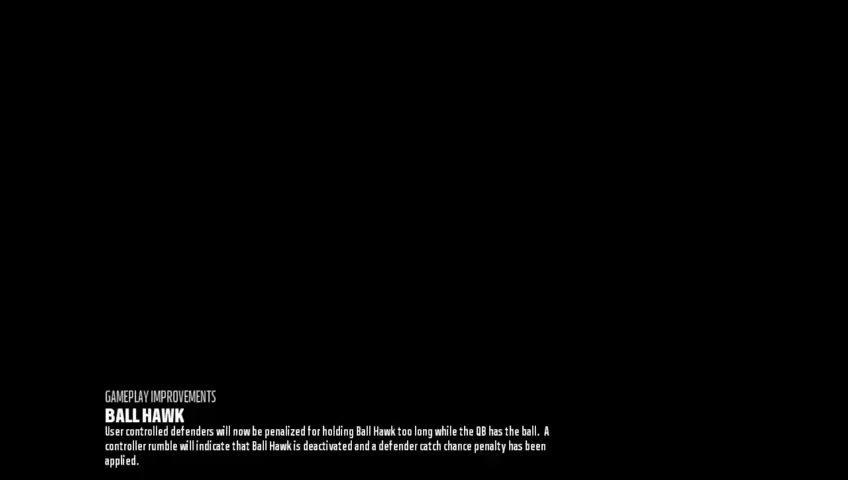 GAMEPLAY IMPROVEMENTS
BALL HAWK
User controlled defenders will now be penalized for holding Ball Hawk too long while the QB has the ball.  A
controller rumble will indicate that Ball Hawk is deactivated and a defender catch chance penalty has been
applied.